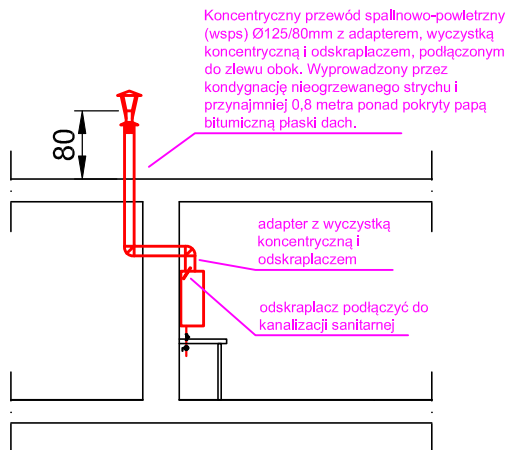 Koncentryczny przewód spalinowo-powietrzny
(wsps) Ø125/80mm z adapterem, wyczystką
koncentryczną i odskraplaczem, podłączonym
do zlewu obok. Wyprowadzony przez
kondygnację nieogrzewanego strychu i
przynajmniej 0,8 metra ponad pokryty papą
bitumiczną płaski dach.
80
adapter z wyczystką
koncentryczną i
odskraplaczem
odskraplacz podłączyć do
kanalizacji sanitarnej